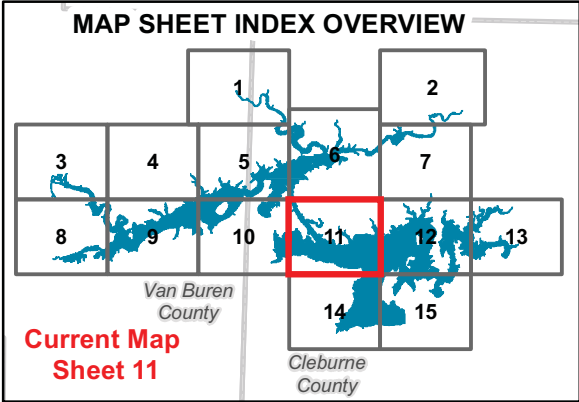 MAP SHEET INDEX OVERVIEW
1
2
3
4
5
6
7
8
9
10
11
12
13
Van Buren
County
14
15
Current Map
Sheet 11
Cleburne
County